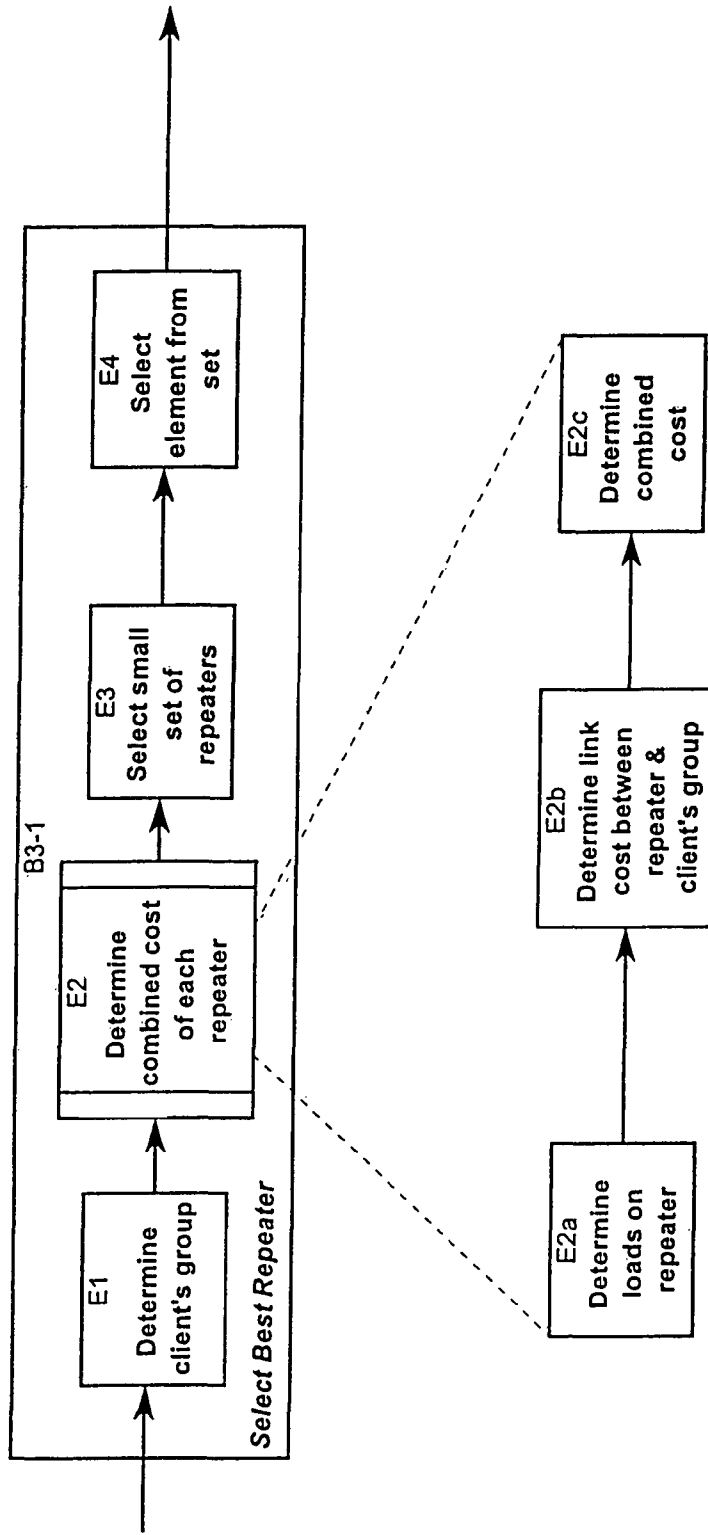 B3-1
E1
Determine
client's group
E2
Determine
combined cost
of each
repeater
E3
Select small
set of
repeaters
E4
Select
element from
set
Select Best Repeater
E2a
Determine
loads on
repeater
E2b
Determine link
cost between
repeater &
client's group
E2c
Determine
combined
cost